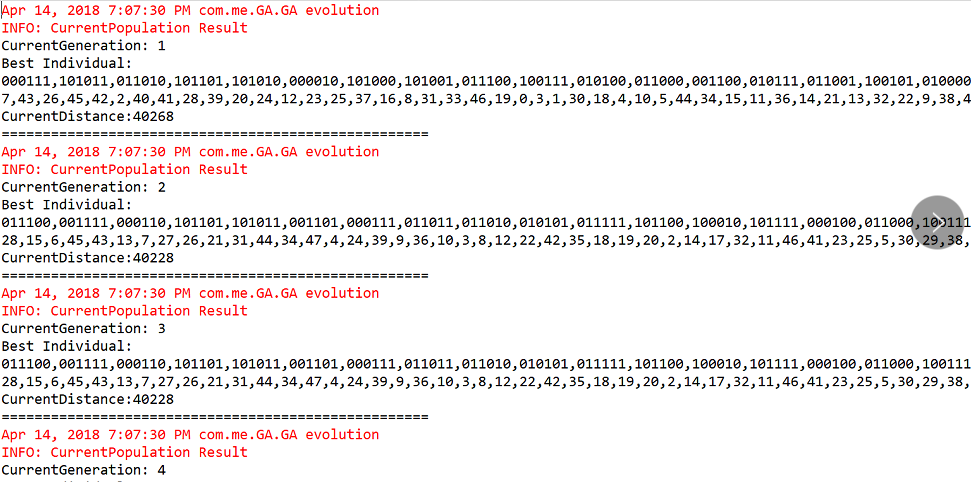 Apr 14, 2018 7:07:30 PM com.me.GA.GA evolution
INFO: CurrentPopulation Result
CurrentGeneration: 1
Best Individual:
000111,101011,011010,101101,101010,000010,101000,101001,011100,100111,010100,011000,001100,010111,011001,100101,010000
7,43,26,45,42,2,40,41,28,39,20,24,12,23,25,37,16,8,31,33,46,19,0,3,1,30,18,4,10,5,44,34,15,11,36,14,21,13,32,22,9,38,4
CurrentDistance:40268
=====================================================
Apr 14, 2018 7:07:30 PM com.me.GA.GA evolution
INFO: CurrentPopulation Result
CurrentGeneration: 2
Best Individual:
011100,001111,000110,101101,101011,001101,000111,011011,011010,010101,011111,101100,100010,101111,000100,011000,100111
28,15,6,45,43,13,7,27,26,21,31,44,34,47,4,24,39,9,36,10,3,8,12,22,42,35,18,19,20,2,14,17,32,11,46,41,23,25,5,30,29,38,
CurrentDistance:40228
=====================================================
Apr 14, 2018 7:07:30 PM com.me.GA.GA evolution
INFO: CurrentPopulation Result
CurrentGeneration: 3
Best Individual:
011100,001111,000110,101101,101011,001101,000111,011011,011010,010101,011111,101100,100010,101111,000100,011000,100111
28,15,6,45,43,13,7,27,26,21,31,44,34,47,4,24,39,9,36,10,3,8,12,22,42,35,18,19,20,2,14,17,32,11,46,41,23,25,5,30,29,38,
CurrentDistance:40228
=====================================================
Apr 14, 2018 7:07:30 PM com.me.GA.GA evolution
INFO: CurrentPopulation Result
CurrentGeneration: 4